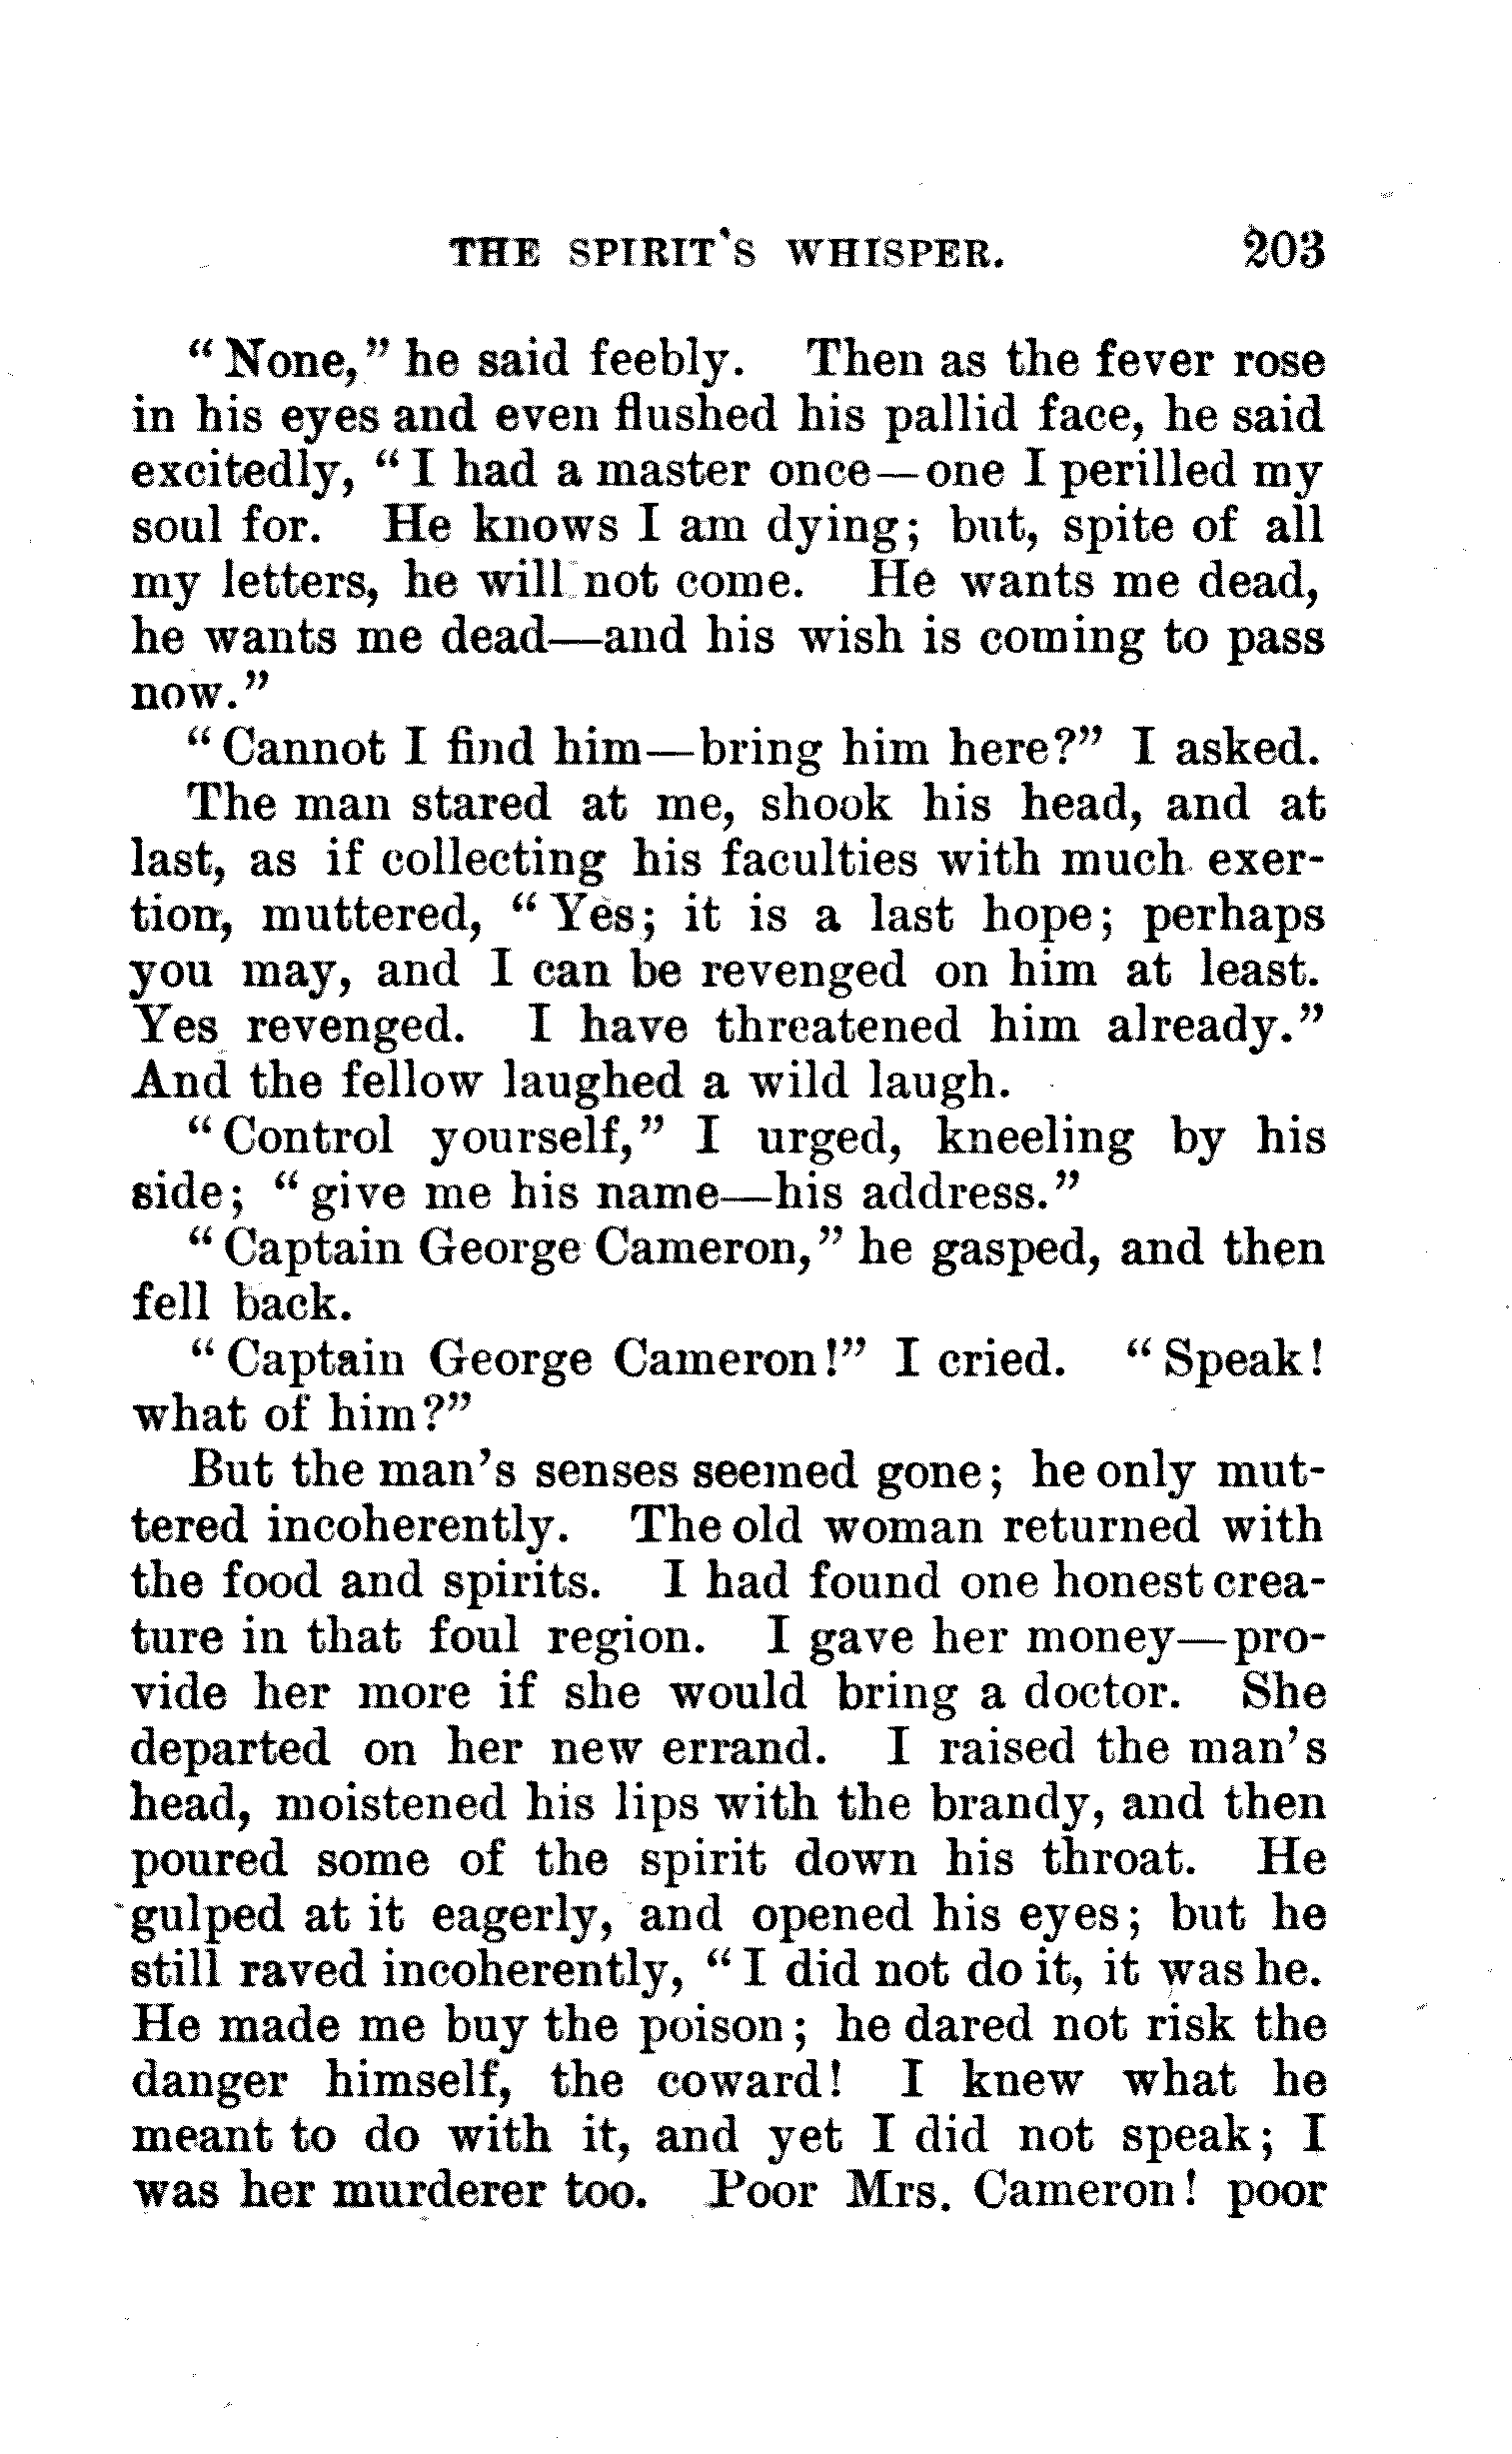 THE SPIRIT'S WHISPER. 203
“None,” he said feebly. Then as the fever rose
in his eyes and even flushed his pallid face, he said
excitedly, “I had a master once—one I perilled my
soul for. He knows I am dying; but, spite of all
my letters, he will not come. He wants me dead,
he wants me dead—and his wish is coming to pass
now.”
“Cannot I find him—bring him here?” I asked.
The man stared at me, shook his head, and at
last, as if collecting his faculties with much exer-
tion, muttered, “Yes; it is a last hope; perhaps
you may, and I can be revenged on him at least.
Yes revenged. I have threatened him already.”
And the fellow laughed a wild laugh.
“Control yourself,” I urged, kneeling by his
side; “give me his name—his address.”
“Captain George Cameron,” he gasped, and then
fell back.
“Captain George Cameron!” I cried. “Speak!
what of him?”
But the man's senses seemed gone; he only mut-
tered incoherently. The old woman returned with
the food and spirits. I had found one honest crea-
ture in that foul region. I gave her money—pro-
vide her more if she would bring a doctor. She
departed on her new errand. I raised the man's
head, moistened his lips with the brandy, and then
poured some of the spirit down his throat. He
gulped at it eagerly, and opened his eyes; but he
still raved incoherently, “I did not do it, it was he.
He made me buy the poison; he dared not risk the
danger himself, the coward! I knew what he
meant to do with it, and yet I did not speak; I
was her murderer too. Poor Mrs. Cameron! poor